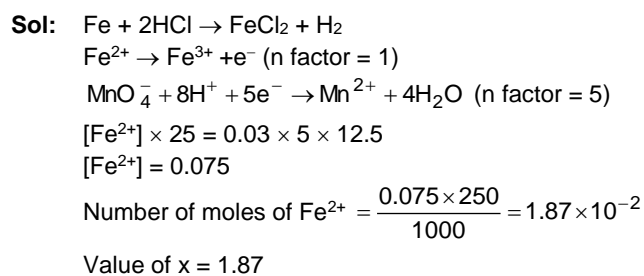 Sol: Fe + 2HCl → FeCl₂ + H₂
Fe²⁺ → Fe³⁺ +e⁻ (n factor = 1)
MnO₄⁻ + 8H⁺ + 5e⁻ → Mn²⁺ + 4H₂O (n factor = 5)
[Fe²⁺] × 25 = 0.03 × 5 × 12.5
[Fe²⁺] = 0.075
Number of moles of Fe²⁺ = 0.075 × 250 / 1000 = 1.87 × 10⁻²
Value of x = 1.87